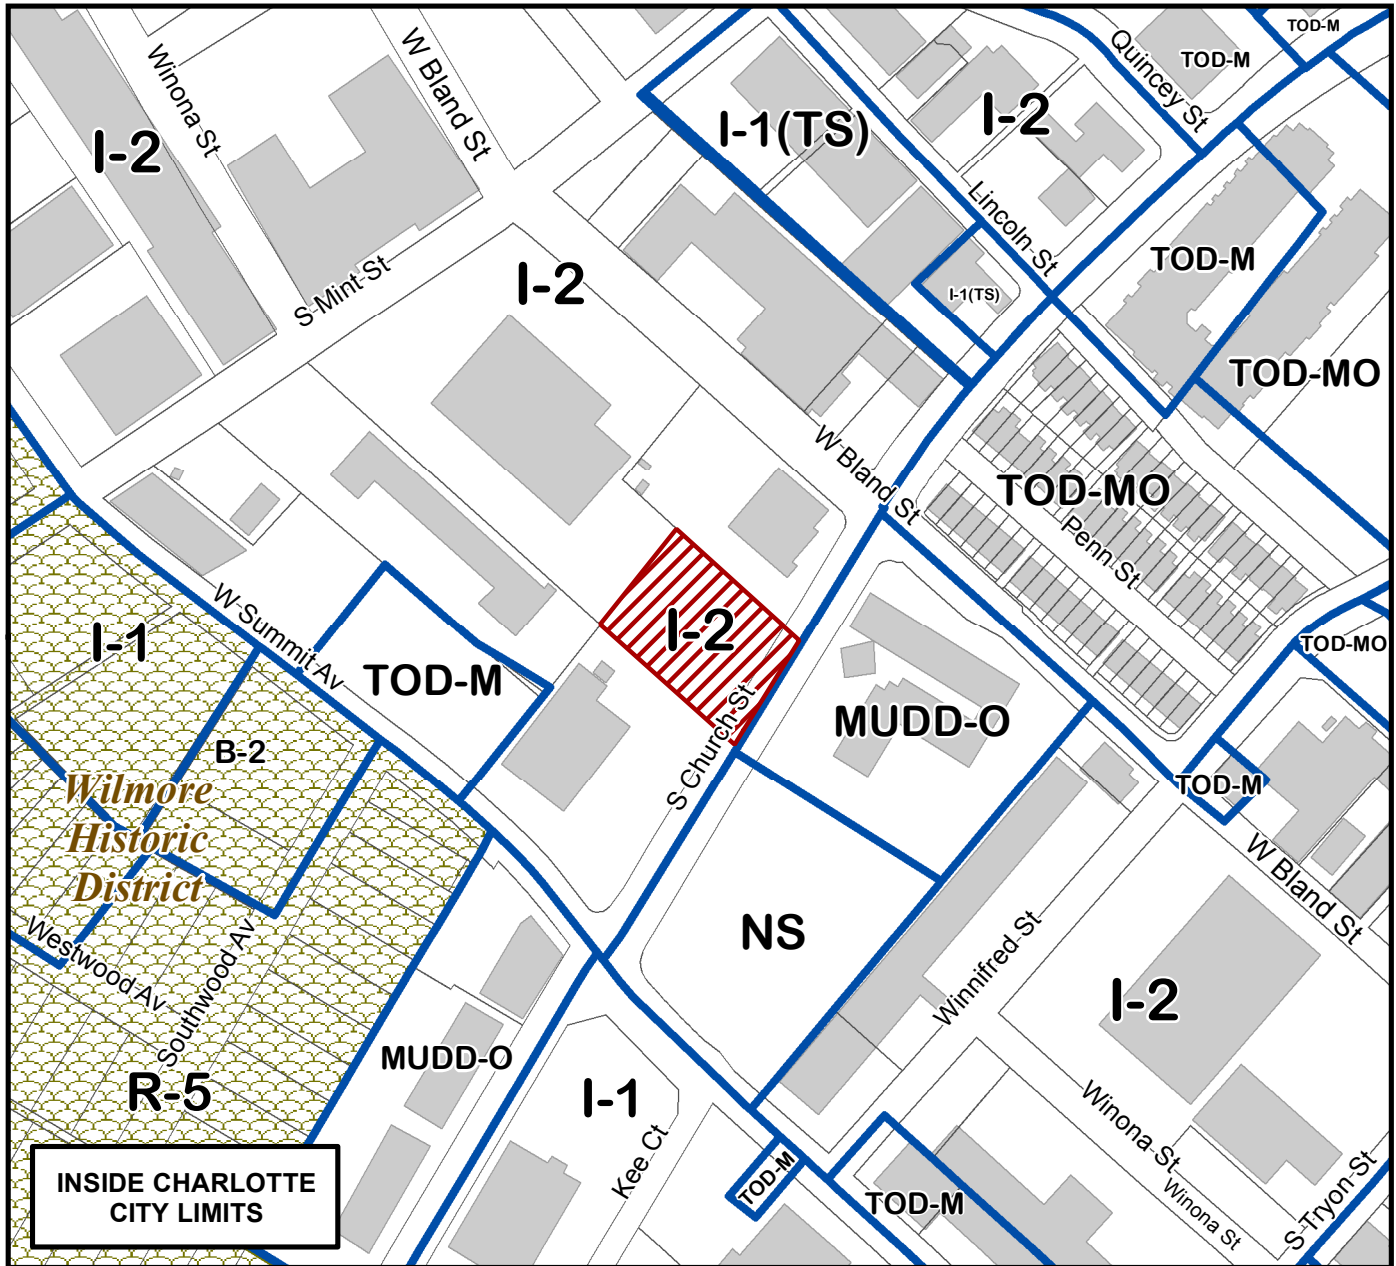 TOD-M
Quincey St
TOD-M
Winona St
W Bland St
I-2
I-1(TS)
I-2
Lincoln St
TOD-M
S Mint St
I-2
I-1(TS)
TOD-MO
W Bland St
TOD-MO
Penn St
W Summit Av
I-1
I-2
TOD-MO
TOD-M
MUDD-O
S Church St
B-2
TOD-M
Wilmore
Historic
District
W Bland St
NS
Westwood Av
Southwood Av
Winnifred St
I-2
MUDD-O
R-5
I-1
Kee Ct
Winona St
TOD-M
TOD-M
Winona St
S Tryon St
INSIDE CHARLOTTE
CITY LIMITS